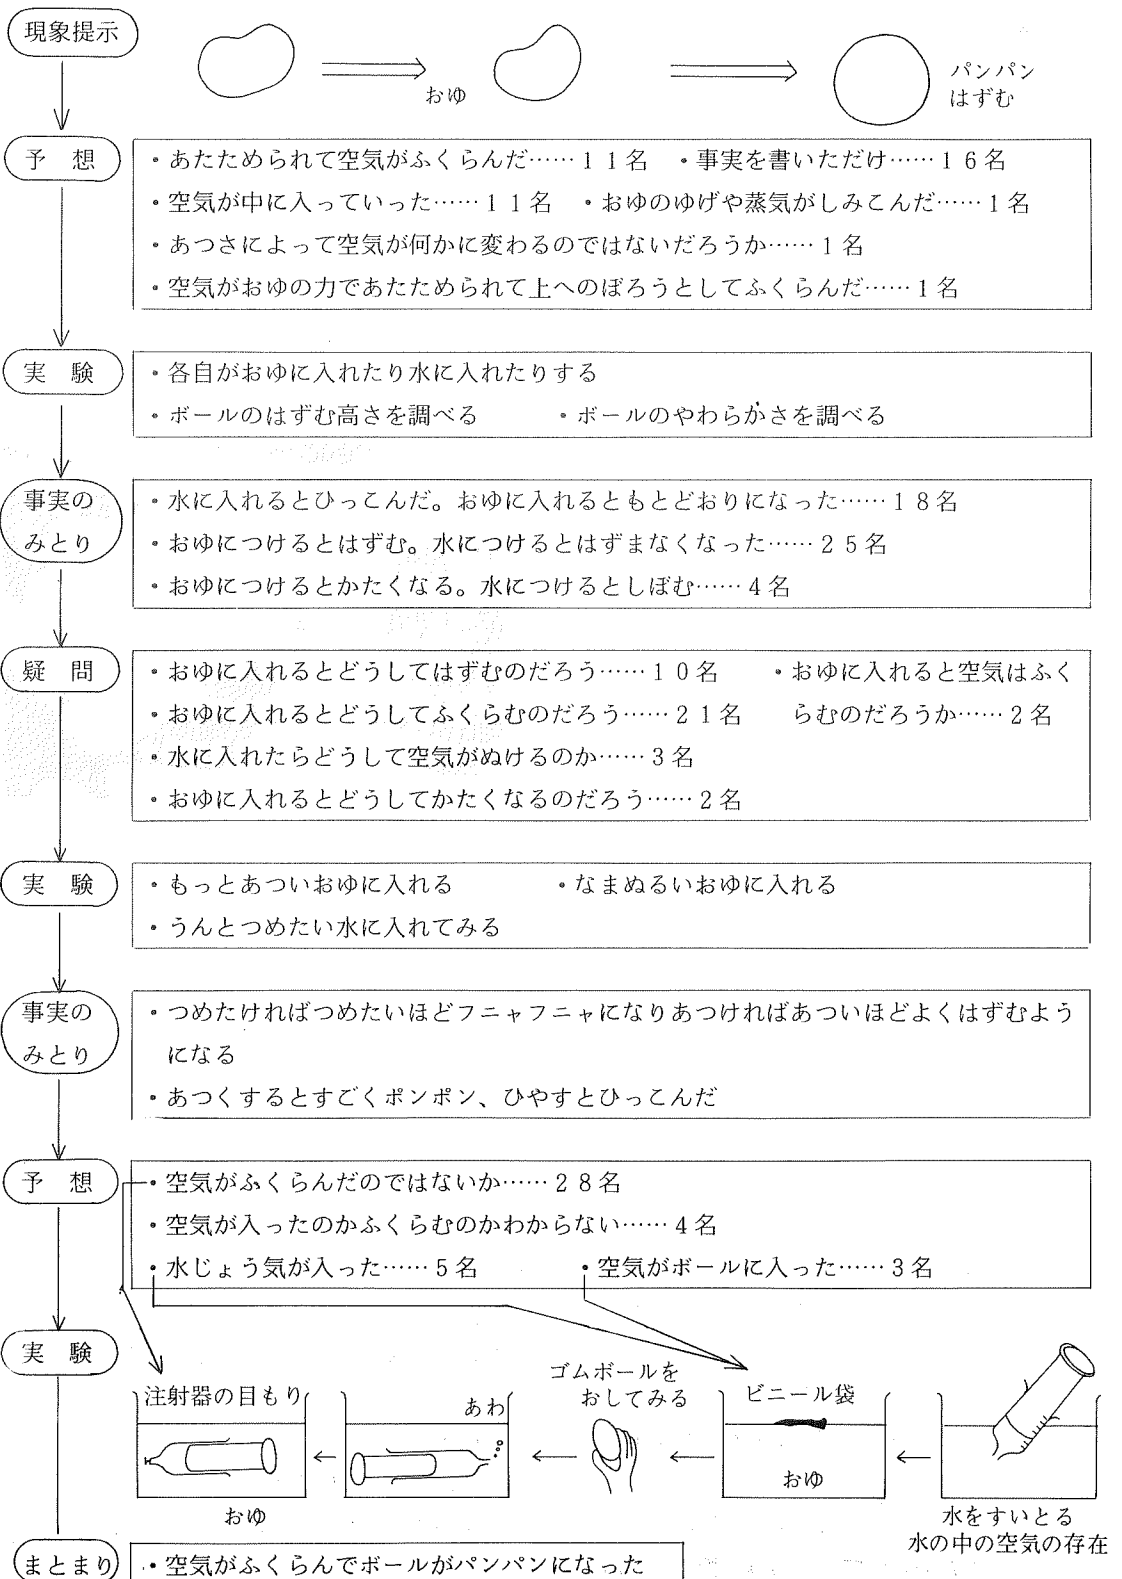 現象提示
おゆ
パンパン
はずむ
予 想
・あたためられて空気がふくらんだ……11名 ・事実を書いただけ……16名
・空気が中に入っていった……11名 ・おゆのゆげや蒸気がしみこんだ……1名
・あつさによって空気が何かに変わるのではないだろうか……1名
・空気がおゆの力であたためられて上へのぼろうとしてふくらんだ……1名
実 験
・各自がおゆに入れたり水に入れたりする
・ボールのはずむ高さを調べる ・ボールのやわらかさを調べる
事実の
みとり
・水に入れるとひっこんだ。おゆに入れるともとどおりになった……18名
・おゆにつけるとはずむ。水につけるとはずまなくなった……25名
・おゆにつけるとかたくなる。水につけるとしぼむ……4名
疑 問
・おゆに入れるとどうしてはずむのだろう……10名
・おゆに入れるとどうしてふくらむのだろう……21名
・水に入れたらどうして空気がぬけるのか……3名
・おゆに入れるとどうしてかたくなるのだろう……2名
・おゆに入れると空気はふく
らむのだろうか……2名
実 験
・もっとあついおゆに入れる ・なまぬるいおゆに入れる
・うんとつめたい水に入れてみる
事実の
みとり
・つめたければつめたいほどフニャフニャになりあつければあついほどよくはずむよう
になる
・あつくするとすごくポンポン、ひやすとひっこんだ
予 想
・空気がふくらんだのではないか……28名
・空気が入ったのかふくらむのかわからない……4名
・水じょう気が入った……5名 ・空気がボールに入った……3名
実 験
注射器の目もり
おゆ
あわ
ゴムボールを
おしてみる
ビニール袋
おゆ
水をすいとる
水の中の空気の存在
まとまり
・空気がふくらんでボールがパンパンになった